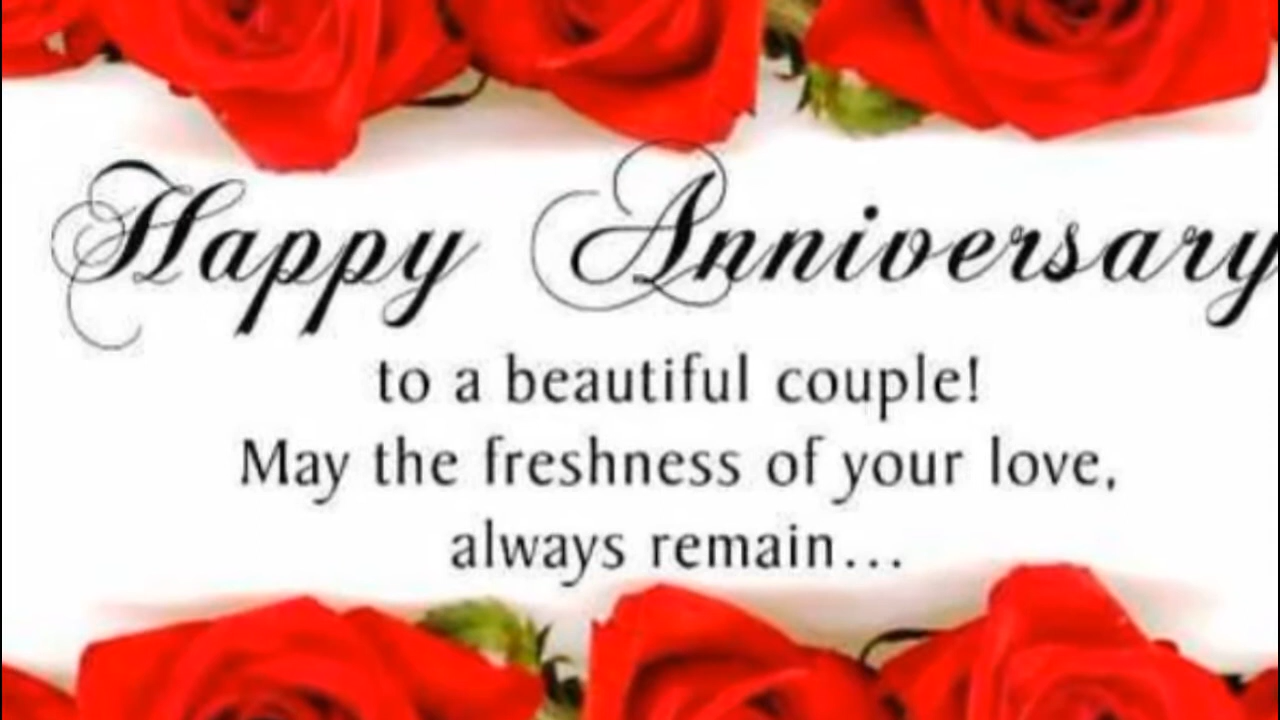 Happy Anniversary
to a beautiful couple!
May the freshness of your love,
always remain...